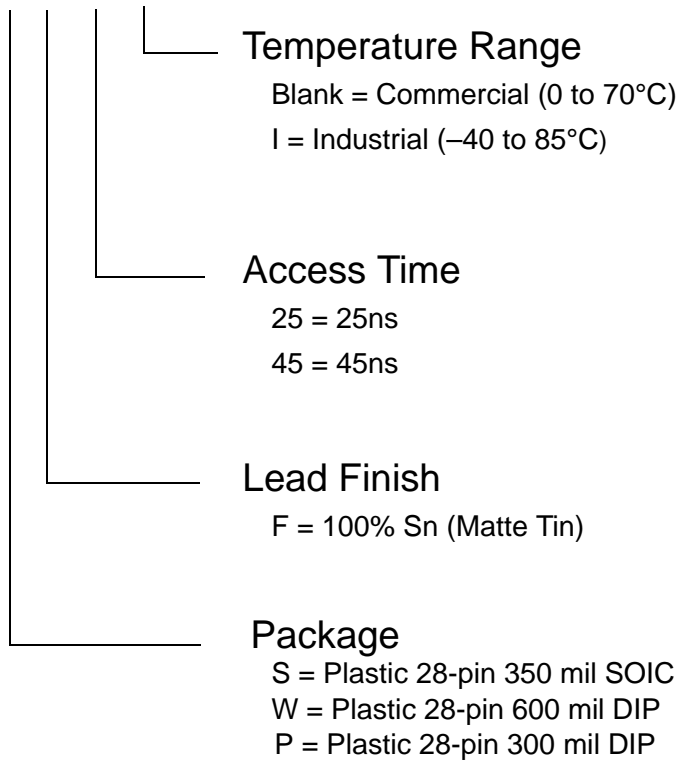 Temperature Range
Blank = Commercial (0 to 70°C)
I = Industrial (–40 to 85°C)
Access Time
25 = 25ns
45 = 45ns
Lead Finish
F = 100% Sn (Matte Tin)
Package
S = Plastic 28-pin 350 mil SOIC
W = Plastic 28-pin 600 mil DIP
P = Plastic 28-pin 300 mil DIP